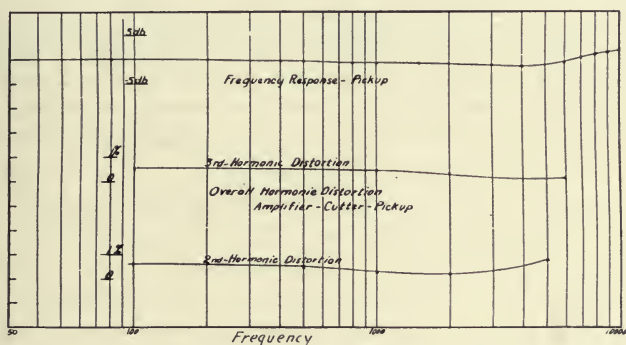 5db
-5db
Frequency Response - Pickup
1%
0
3rd-Harmonic Distortion
Overall Harmonic Distortion
Amplifier - Cutter - Pickup
1%
0
2nd-Harmonic Distortion
50
100
1000
10000
Frequency